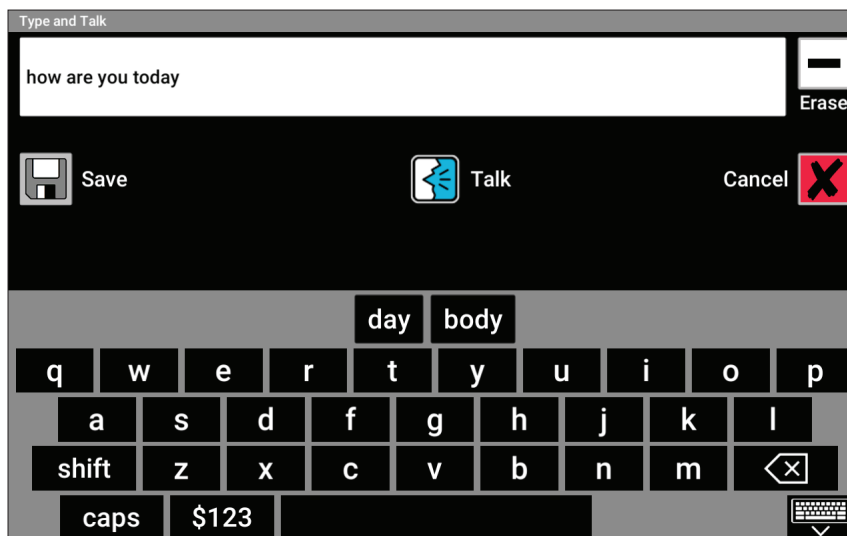 Type and Talk
how are you today
Erase
Save Talk Cancel
day body
q w e r t y u i o p
a s d f g h j k l
shift z x c v b n m
caps $123